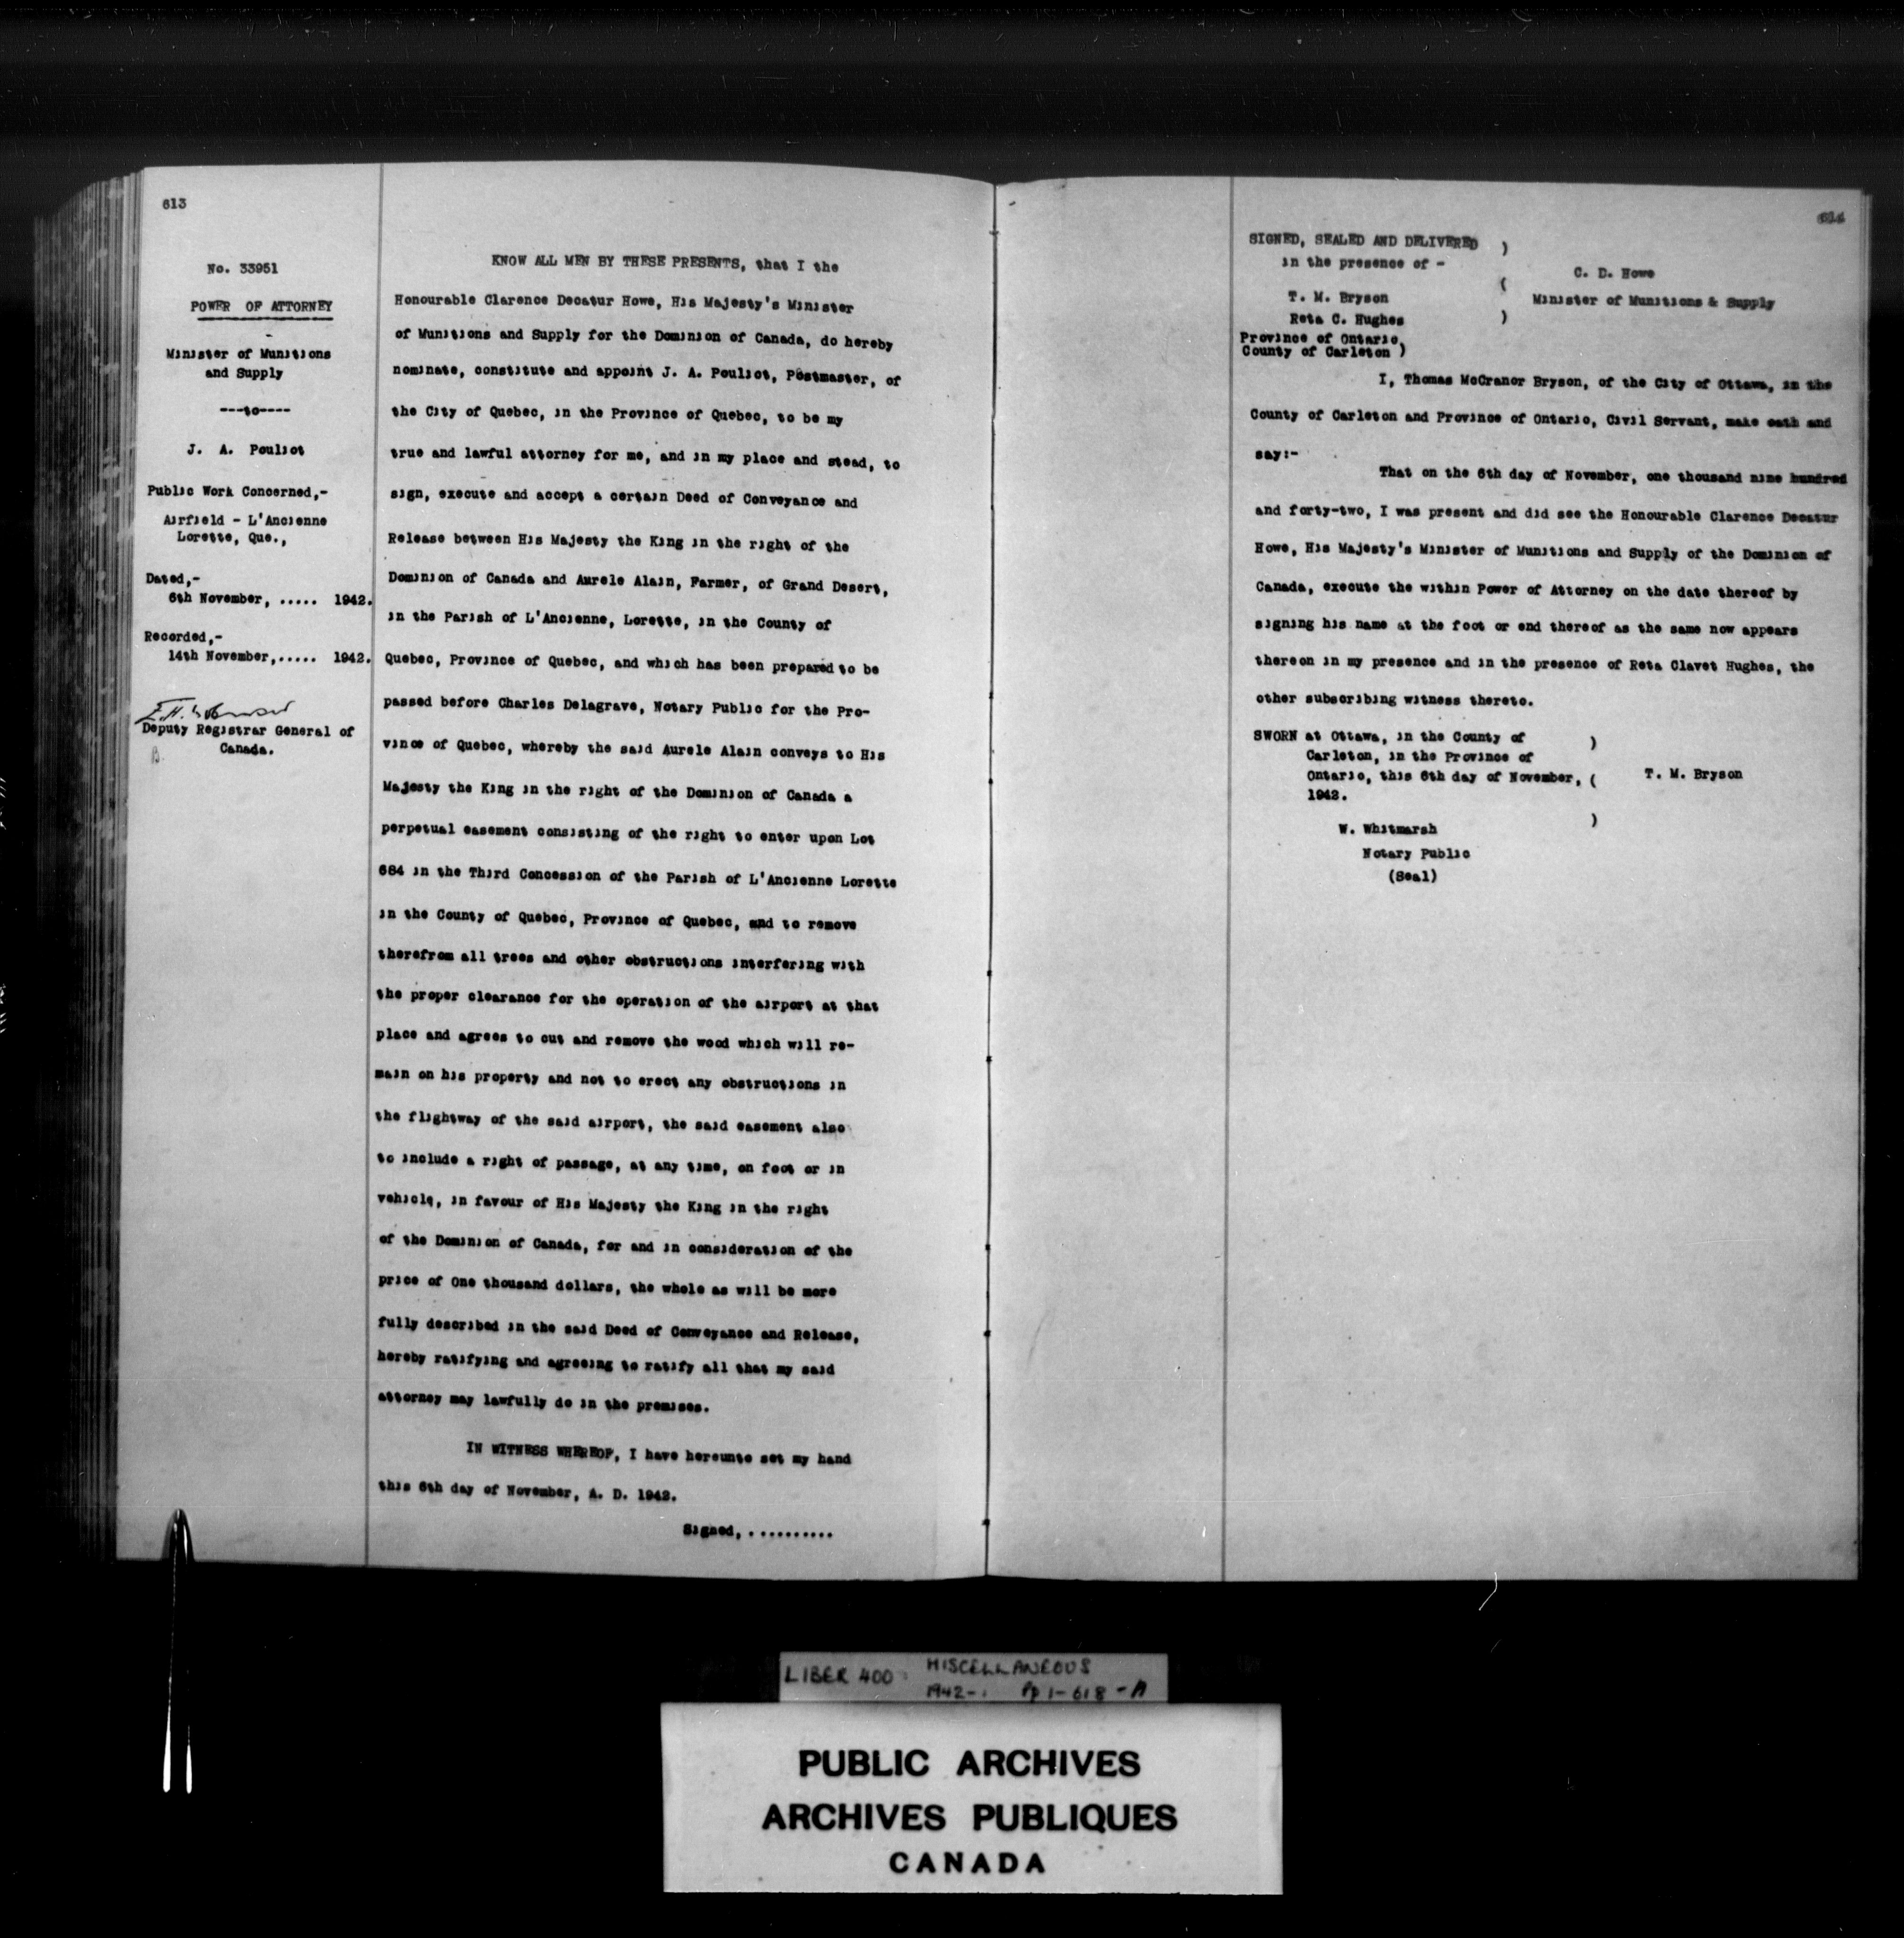 613
No. 33951
POWER OF ATTORNEY
-
Minister of Munitions
and Supply
---to----
J. A. Pouliot
Public Work Concerned,-
Airfield - L'Ancienne
Lorette, Que.,
Dated,-
6th November, ..... 1942.
Recorded,-
14th November,..... 1942.
Deputy Registrar General of
Canada.
B.
KNOW ALL MEN BY THESE PRESENTS, that I the
Honourable Clarence Decatur Howe, His Majesty's Minister
of Munitions and Supply for the Dominion of Canada, do hereby
nominate, constitute and appoint J. A. Pouliot, Postmaster, of
the City of Quebec, in the Province of Quebec, to be my
true and lawful attorney for me, and in my place and stead, to
sign, execute and accept a certain Deed of Conveyance and
Release between His Majesty the King in the right of the
Dominion of Canada and Aurele Alain, Farmer, of Grand Desert,
in the Parish of L'Ancienne, Lorette, in the County of
Quebec, Province of Quebec, and which has been prepared to be
passed before Charles Delagrave, Notary Public for the Pro-
vince of Quebec, whereby the said Aurele Alain conveys to His
Majesty the King in the right of the Dominion of Canada a
perpetual easement consisting of the right to enter upon Lot
684 in the Third Concession of the Parish of L'Ancienne Lorette
in the County of Quebec, Province of Quebec, and to remove
therefrom all trees and other obstructions interfering with
the proper clearance for the operation of the airport at that
place and agrees to cut and remove the wood which will re-
main on his property and not to erect any obstructions in
the flightway of the said airport, the said easement also
to include a right of passage, at any time, on foot or in
vehicle, in favour of His Majesty the King in the right
of the Dominion of Canada, for and in consideration of the
price of One thousand dollars, the whole as will be more
fully described in the said Deed of Conveyance and Release,
hereby ratifying and agreeing to ratify all that my said
attorney may lawfully do in the premises.
IN WITNESS WHEREOF, I have hereunto set my hand
this 6th day of November, A. D. 1942.
Signed, ..........
614
SIGNED, SEALED AND DELIVERED )
in the presence of -
C. D. Howe
(
T. M. Bryson Minister of Munitions & Supply
Reta C. Hughes )
Province of Ontario,
County of Carleton )
I, Thomas McCranor Bryson, of the City of Ottawa, in the
County of Carleton and Province of Ontario, Civil Servant, make oath and
say:-
That on the 6th day of November, one thousand nine hundred
and forty-two, I was present and did see the Honourable Clarence Decatur
Howe, His Majesty's Minister of Munitions and Supply of the Dominion of
Canada, execute the within Power of Attorney on the date thereof by
signing his name at the foot or end thereof as the same now appears
thereon in my presence and in the presence of Reta Clavet Hughes, the
other subscribing witness thereto.
SWORN at Ottawa, in the County of )
Carleton, in the Province of
Ontario, this 6th day of November, ( T. M. Bryson
1942.
)
W. Whitmarsh
Notary Public
(Seal)
LIBER 400 MISCELLANEOUS
1942- Pp 1-618-A
PUBLIC ARCHIVES
ARCHIVES PUBLIQUES
CANADA